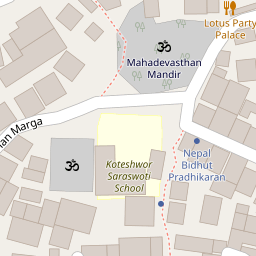 Lotus Party
Palace
ॐ
Mahadevasthan
Mandir
an Marga
Nepal
Bidhut
Pradhikaran
ॐ
Koteshwor
Saraswoti
School